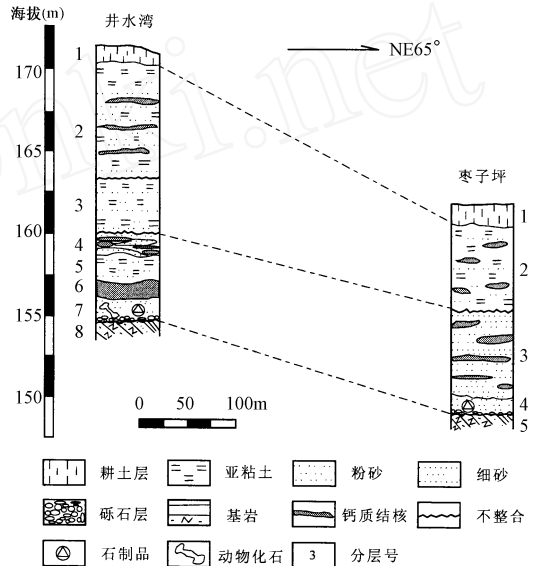 海拔(m)
井水湾
NE65°
170
165
160
155
150
1
2
3
4
5
6
7
8
枣子坪
1
2
3
4
5
0 50 100m
耕土层 亚粘土 粉砂 细砂
砾石层 基岩 钙质结核 不整合
石制品 动物化石 3 分层号